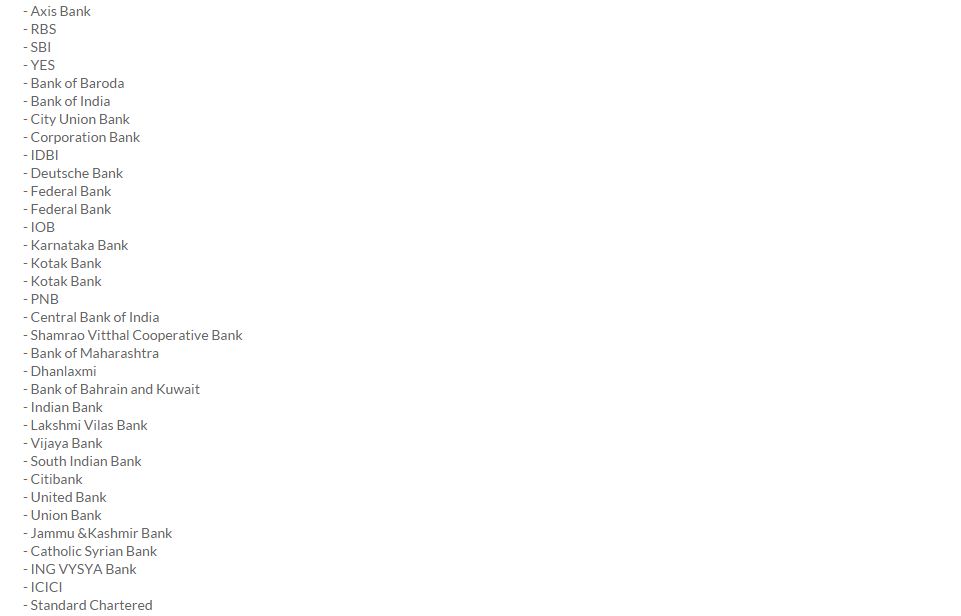 - Axis Bank
- RBS
- SBI
- YES
- Bank of Baroda
- Bank of India
- City Union Bank
- Corporation Bank
- IDBI
- Deutsche Bank
- Federal Bank
- Federal Bank
- IOB
- Karnataka Bank
- Kotak Bank
- Kotak Bank
- PNB
- Central Bank of India
- Shamrao Vitthal Cooperative Bank
- Bank of Maharashtra
- Dhanlaxmi
- Bank of Bahrain and Kuwait
- Indian Bank
- Lakshmi Vilas Bank
- Vijaya Bank
- South Indian Bank
- Citibank
- United Bank
- Union Bank
- Jammu &Kashmir Bank
- Catholic Syrian Bank
- ING VYSYA Bank
- ICICI
- Standard Chartered